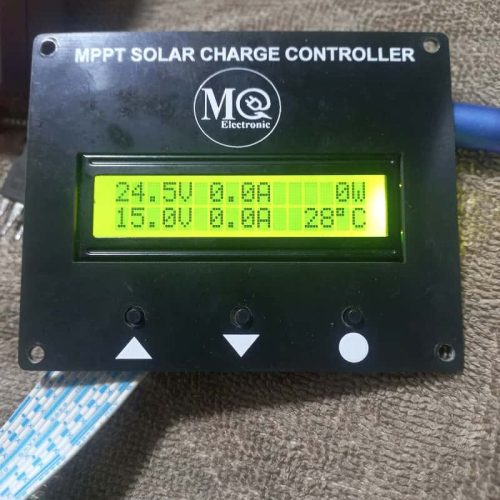 MPPT SOLAR CHARGE CONTROLLER
MQ
Electronic
24.5V 0.0A 0W
15.0V 0.0A 28°C